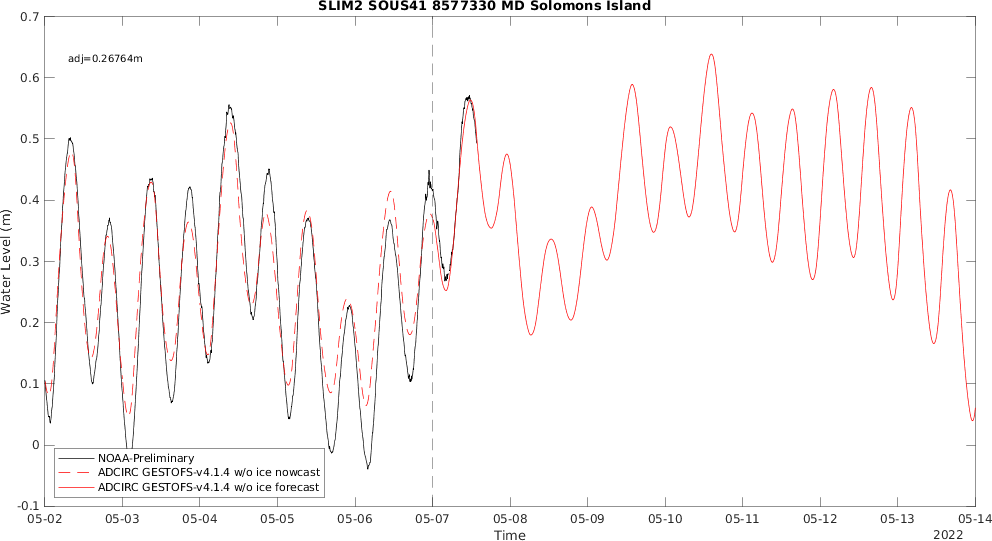 SLIM2 SOUS41 8577330 MD Solomons Island
adj=0.26764m
0.7
0.6
0.5
0.4
0.3
0.2
0.1
0
-0.1
Water Level (m)
NOAA-Preliminary
ADCIRC GESTOFS-v4.1.4 w/o ice nowcast
ADCIRC GESTOFS-v4.1.4 w/o ice forecast
05-02 05-03 05-04 05-05 05-06 05-07 05-08 05-09 05-10 05-11 05-12 05-13 05-14
Time
2022